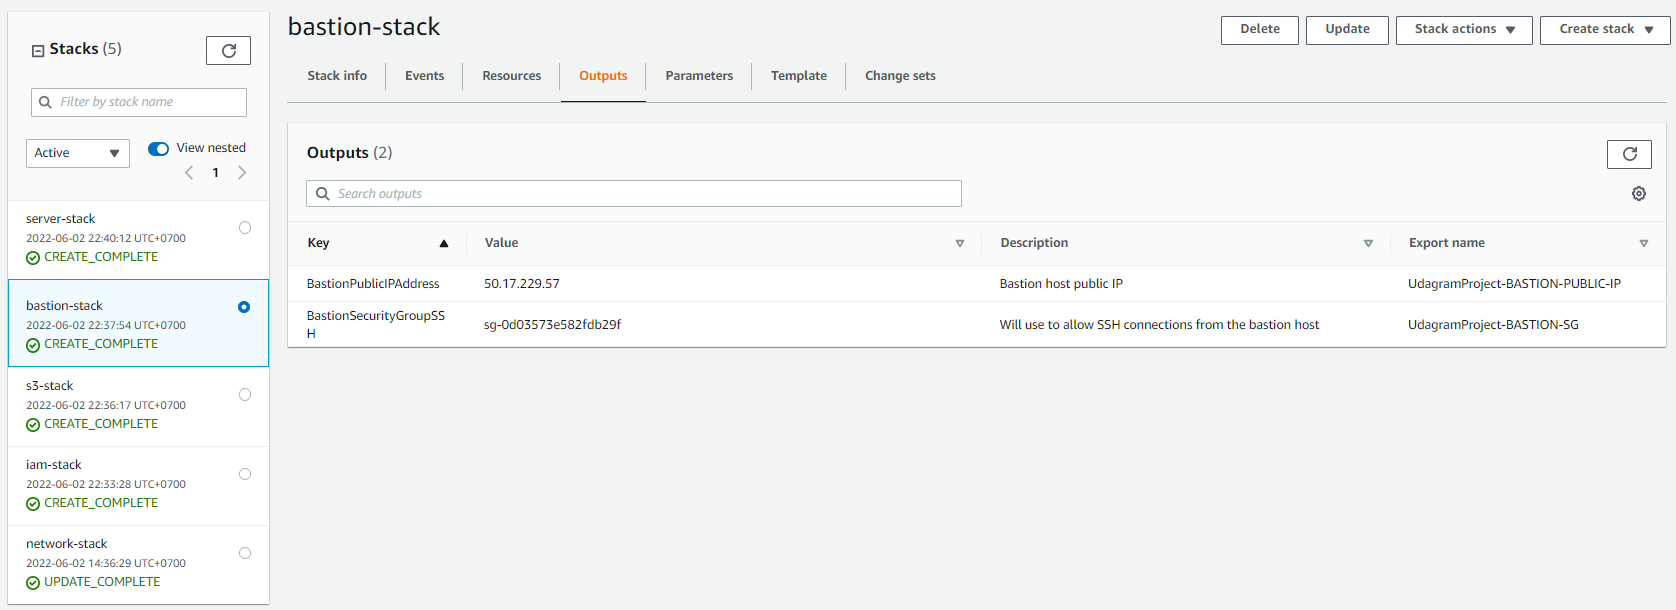 Stacks (5)
Filter by stack name
Active
View nested
1
server-stack
2022-06-02 22:40:12 UTC+0700
CREATE_COMPLETE
bastion-stack
2022-06-02 22:37:54 UTC+0700
CREATE_COMPLETE
s3-stack
2022-06-02 22:36:17 UTC+0700
CREATE_COMPLETE
iam-stack
2022-06-02 22:33:28 UTC+0700
CREATE_COMPLETE
network-stack
2022-06-02 14:36:29 UTC+0700
UPDATE_COMPLETE
bastion-stack
Delete Update Stack actions Create stack
Stack info Events Resources Outputs Parameters Template Change sets
Outputs (2)
Search outputs
Key Value Description Export name
BastionPublicIPAddress 50.17.229.57 Bastion host public IP UdagramProject-BASTION-PUBLIC-IP
BastionSecurityGroupSS
H sg-0d03573e582fdb29f Will use to allow SSH connections from the bastion host UdagramProject-BASTION-SG